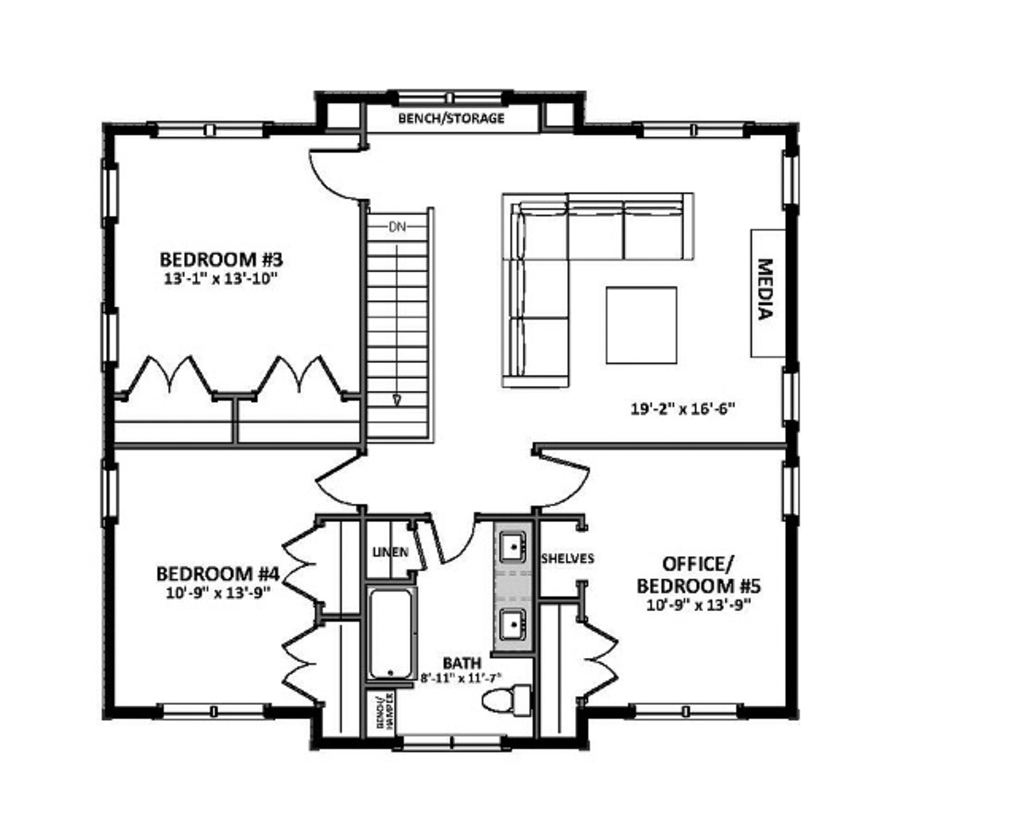 BENCH/STORAGE
DN
BEDROOM #3
13'-1" x 13'-10"
MEDIA
19'-2" x 16'-6"
LINEN
SHELVES
BEDROOM #4
10'-9" x 13'-9"
OFFICE/
BEDROOM #5
10'-9" x 13'-9"
BATH
8'-11" x 11'-7"
BENCH/
HAMPER